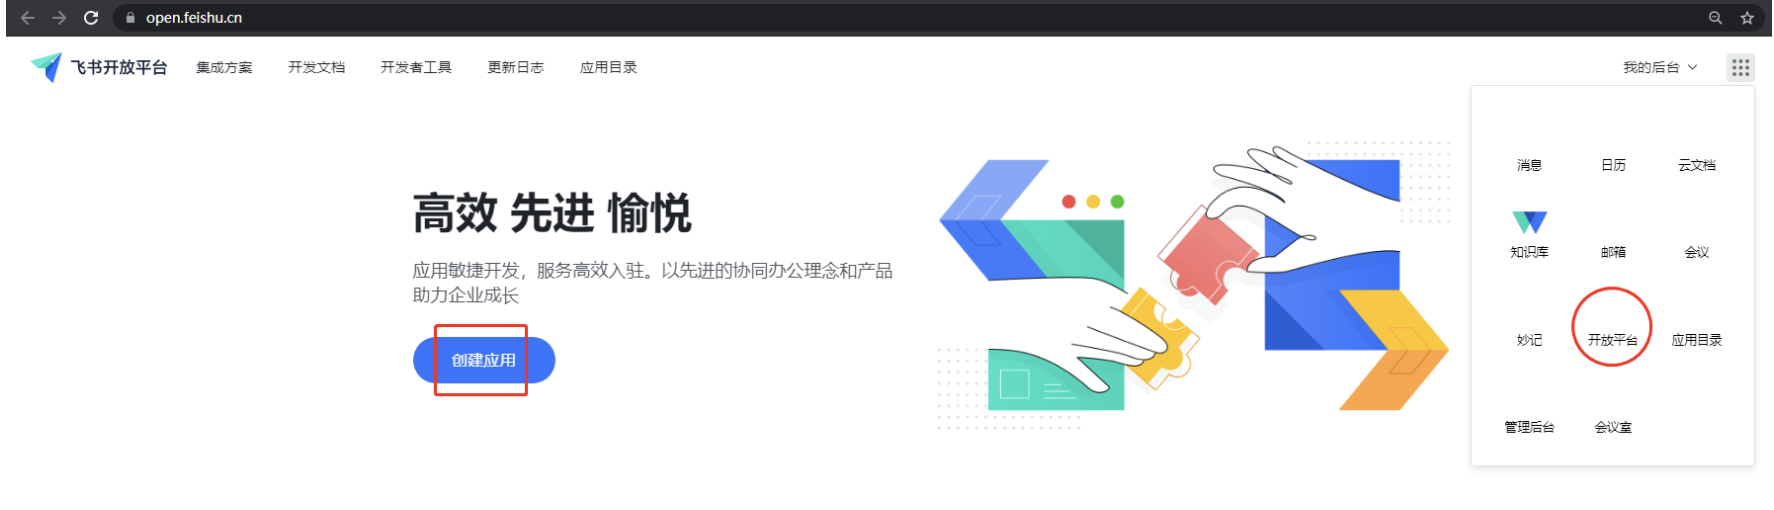 open.feishu.cn
飞书开放平台 集成方案 开发文档 开发者工具 更新日志 应用目录 我的后台
高效 先进 愉悦
应用敏捷开发，服务高效入驻。以先进的协同办公理念和产品
助力企业成长
创建应用
消息 日历 云文档
知识库 邮箱 会议
妙记 开放平台 应用目录
管理后台 会议室